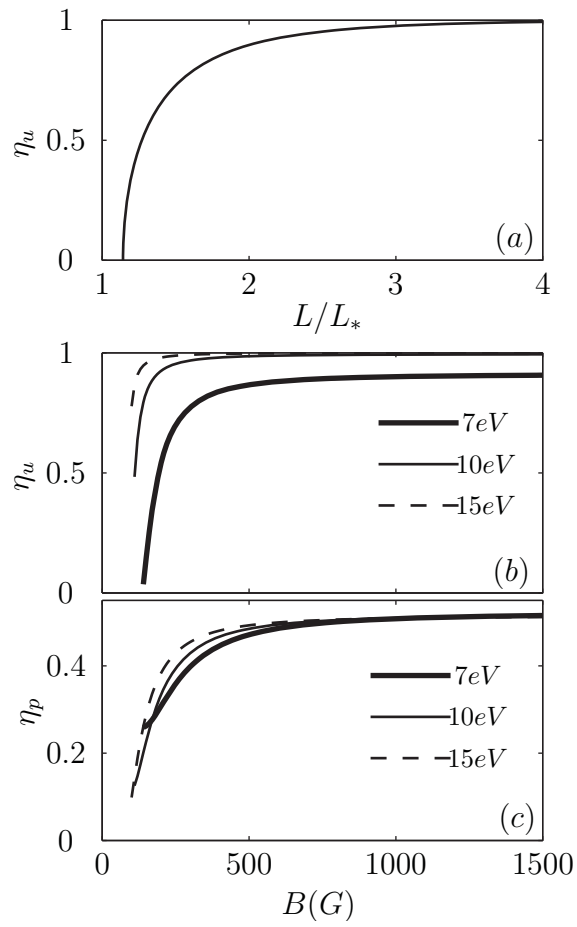 1
η_u
0.5
0
(a)
1 2 3 4
L/L_*
1
η_u
0.5
0
7eV
10eV
15eV
(b)
0.4
η_p
0.2
0
7eV
10eV
15eV
(c)
0 500 1000 1500
B(G)